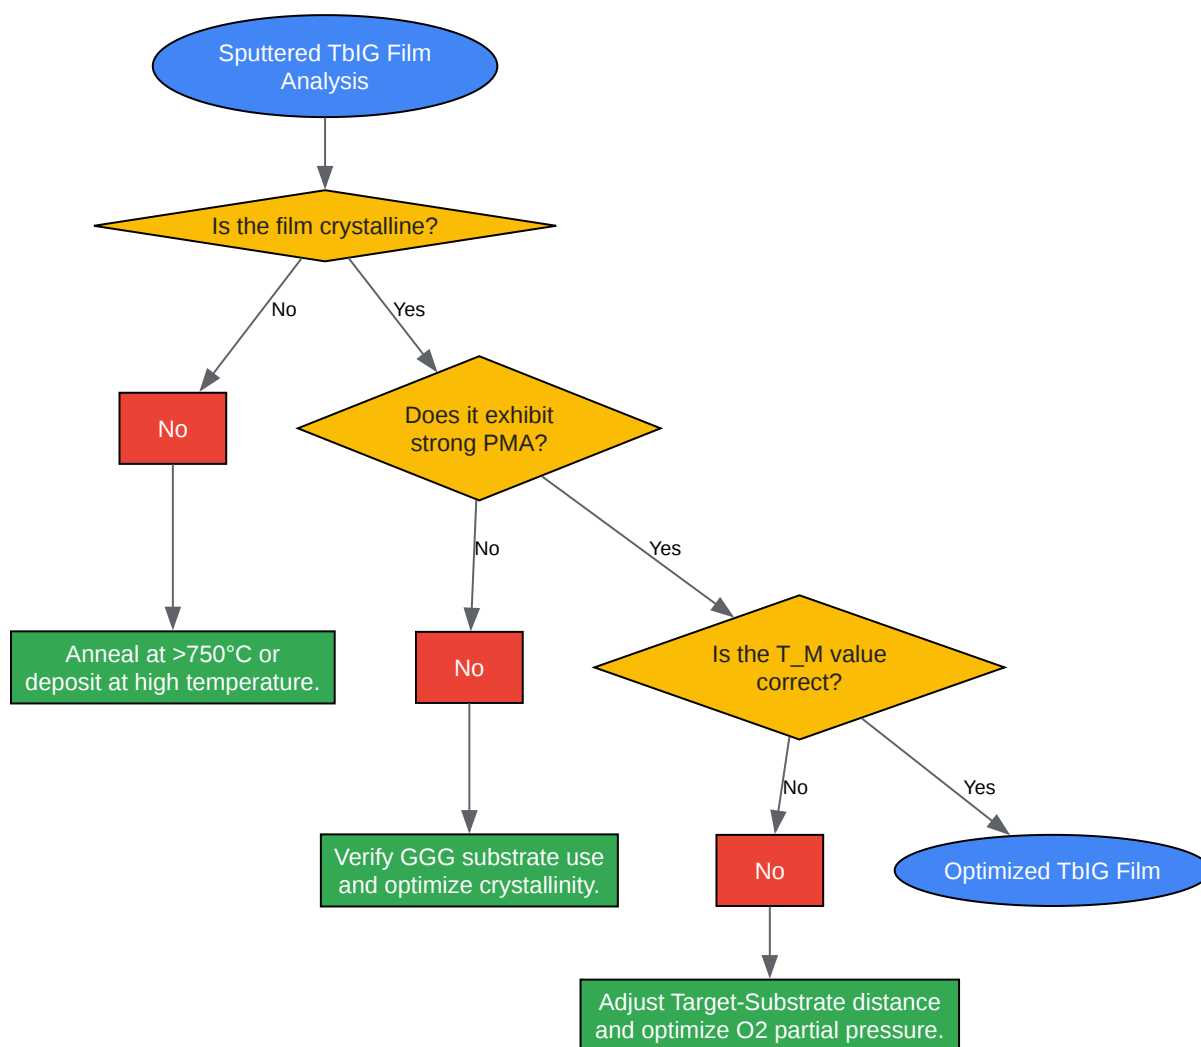 Sputtered TbIG Film
Analysis
Is the film crystalline?
No
Yes
No
Does it exhibit
strong PMA?
No
Yes
Anneal at >750°C or
deposit at high temperature.
No
Is the T_M value
correct?
No
Yes
Verify GGG substrate use
and optimize crystallinity.
No
Optimized TbIG Film
Adjust Target-Substrate distance
and optimize O2 partial pressure.